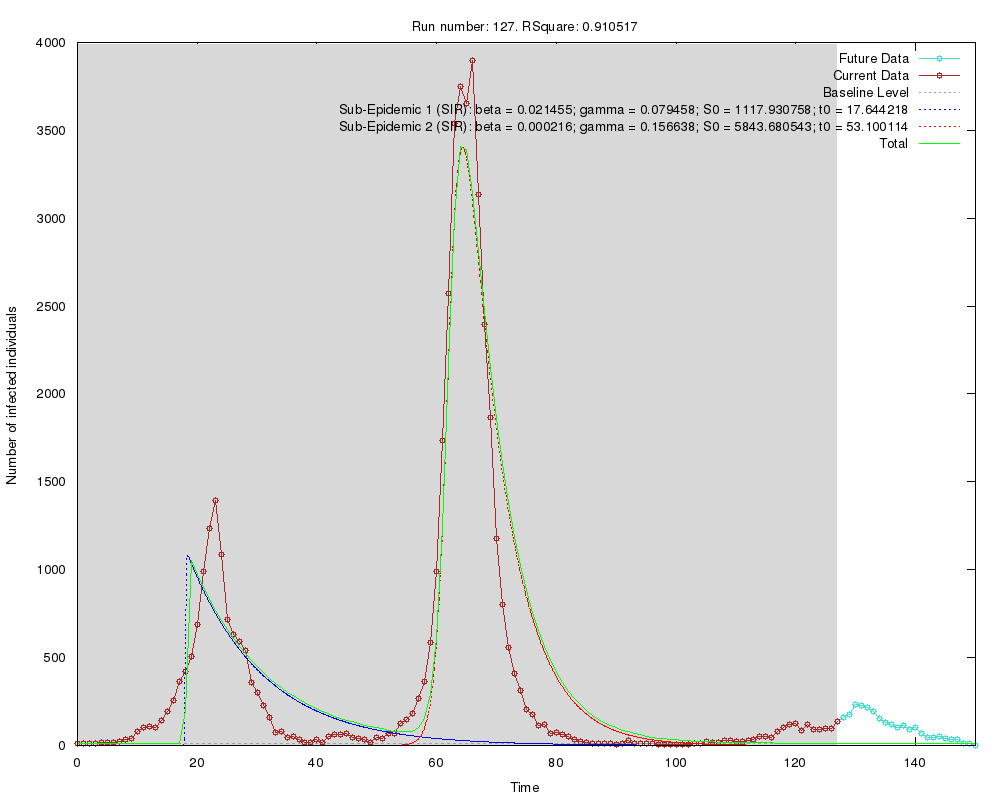 Run number: 127. RSquare: 0.910517
4000
3500
3000
2500
2000
1500
1000
500
0
Number of infected individuals
Future Data
Current Data
Baseline Level
Sub-Epidemic 1 (SIR): beta = 0.021455; gamma = 0.079458; S0 = 1117.930758; t0 = 17.644218
Sub-Epidemic 2 (SIR): beta = 0.000216; gamma = 0.156638; S0 = 5843.680543; t0 = 53.100114
Total
0 20 40 60 80 100 120 140
Time